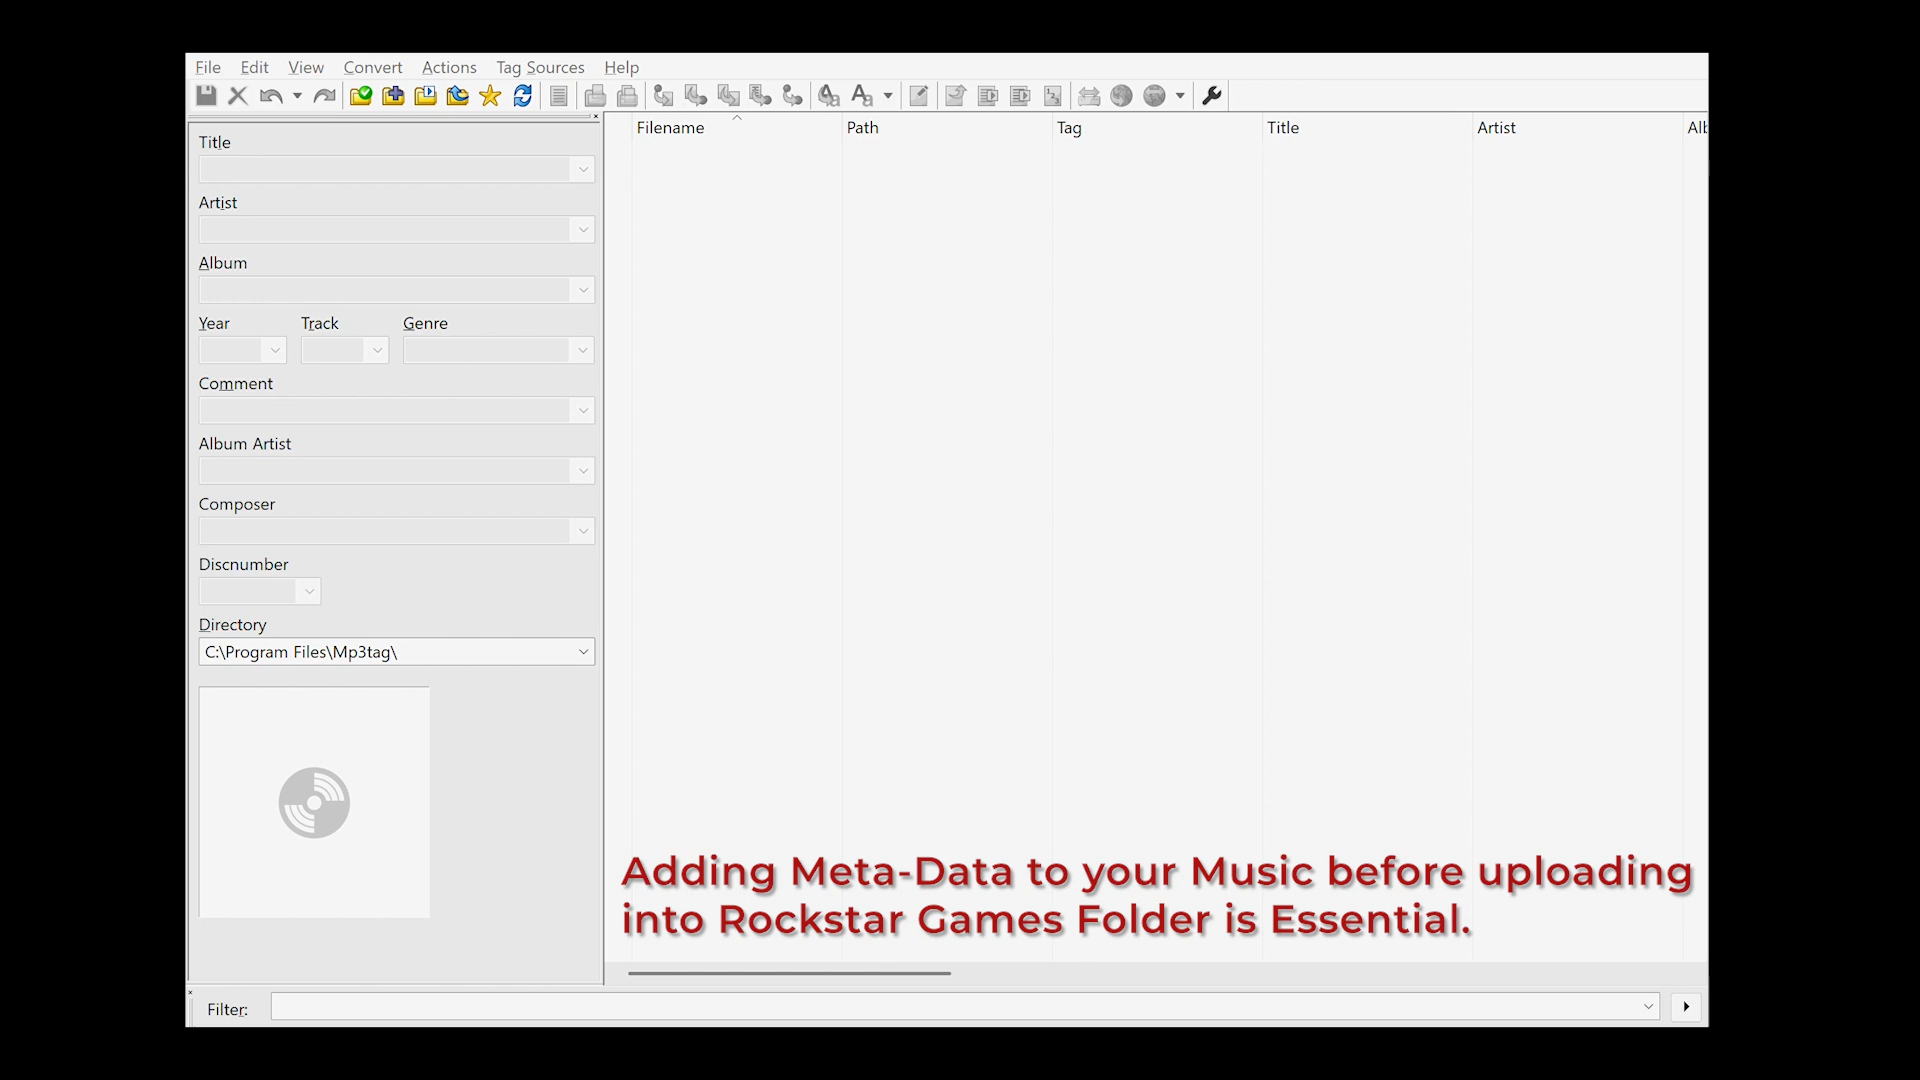 File Edit View Convert Actions Tag Sources Help
Filename Path Tag Title Artist Alb
Title
Artist
Album
Year Track Genre
Comment
Album Artist
Composer
Discnumber
Directory
C:\Program Files\Mp3tag\
Adding Meta-Data to your Music before uploading
into Rockstar Games Folder is Essential.
Filter: